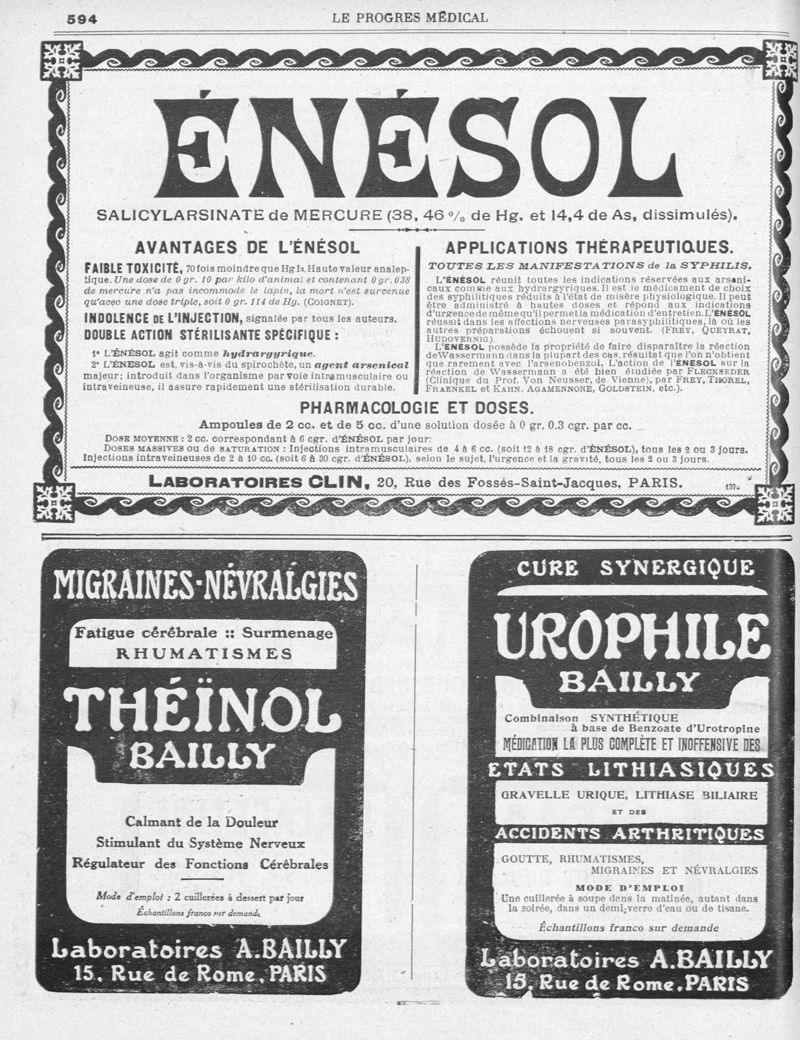 594
LE PROGRES MÉDICAL
ÉNÉSOL
SALICYLARSINATE de MERCURE (38, 46 % de Hg. et 14,4 de As, dissimulés).
AVANTAGES DE L'ÉNÉSOL
FAIBLE TOXICITÉ, 70 fois moindre que Hg I2. Haute valeur analep-
tique. Une dose de 0 gr. 10 par kilo d'animal et contenant 0 gr. 038
de mercure n'a pas incommodé le lapin, la mort n'est survenue
qu'avec une dose triple, soit 0 gr. 114 de Hg. (COIGNET).
INDOLENCE DE L'INJECTION, signalée par tous les auteurs.
DOUBLE ACTION STÉRILISANTE SPÉCIFIQUE :
1° L'ÉNÉSOL agit comme hydrargyrique.
2° L'ÉNESOL est, vis-à-vis du spirochète, un agent arsenical
majeur; introduit dans l'organisme par voie intramusculaire ou
intraveineuse, il assure rapidement une stérilisation durable.
APPLICATIONS THÉRAPEUTIQUES.
TOUTES LES MANIFESTATIONS de la SYPHILIS.
L'ÉNÉSOL réunit toutes les indications réservées aux arseni-
caux comme aux hydrargyriques. Il est le médicament de choix
des syphilitiques réduits à l'état de misère physiologique. Il peut
être administré à hautes doses et répond aux indications
d'urgence de même qu'il permet la médication d'entretien. L'ÉNÉSOL
réussit dans les affections nerveuses parasyphilitiques, là où les
autres préparations échouent si souvent. (FREY, QUEYRAT,
HUDOVERNIG).
L'ÉNÉSOL possède la propriété de faire disparaître la réaction
de Wassermann dans la plupart des cas, résultat que l'on n'obtient
que rarement avec l'arsenobenzol. L'action de l'ÉNESOL sur la
réaction de Wassermann a été bien étudiée par FLECKSEDER
(Clinique du Prof. Von Neusser, de Vienne), par FREY, THOREL,
FRAENKEL et KAHN, AGAMENNONE, GOLDSTEIN, etc.).
PHARMACOLOGIE ET DOSES.
Ampoules de 2 cc. et de 5 cc. d'une solution dosée à 0 gr. 0.3 cgr. par cc.
DOSE MOYENNE : 2 cc. correspondant à 6 cgr. d'ÉNÉSOL par jour.
DOSES MASSIVES ou de SATURATION : Injections intramusculaires de 4 à 6 cc. (soit 12 à 18 cgr. d'ÉNÉSOL), tous les 2 ou 3 jours.
Injections intraveineuses de 2 à 10 cc. (soit 6 à 30 cgr. d'ÉNÉSOL), selon le sujet, l'urgence et la gravité, tous les 2 ou 3 jours.
LABORATOIRES CLIN, 20, Rue des Fossés-Saint-Jacques, PARIS.
MIGRAINES-NÉVRALGIES
Fatigue cérébrale :: Surmenage
RHUMATISMES
THÉÏNOL
BAILLY
Calmant de la Douleur
Stimulant du Système Nerveux
Régulateur des Fonctions Cérébrales
Mode d'emploi : 2 cuillerées à dessert par jour
Échantillons franco sur demande
Laboratoires A.BAILLY
15, Rue de Rome, PARIS
CURE SYNERGIQUE
UROPHILE
BAILLY
Combinaison SYNTHÉTIQUE
à base de Benzoate d'Urotropine
MÉDICATION LA PLUS COMPLÈTE ET INOFFENSIVE DES
ETATS LITHIASIQUES
GRAVELLE URIQUE, LITHIASE BILIAIRE
ET DES
ACCIDENTS ARTHRITIQUES
GOUTTE, RHUMATISMES,
MIGRAINES ET NÉVRALGIES
MODE D'EMPLOI
Une cuillerée à soupe dans la matinée, autant dans
la soirée, dans un demi-verre d'eau ou de tisane.
Échantillons franco sur demande
Laboratoires A.BAILLY
15, Rue de Rome, PARIS